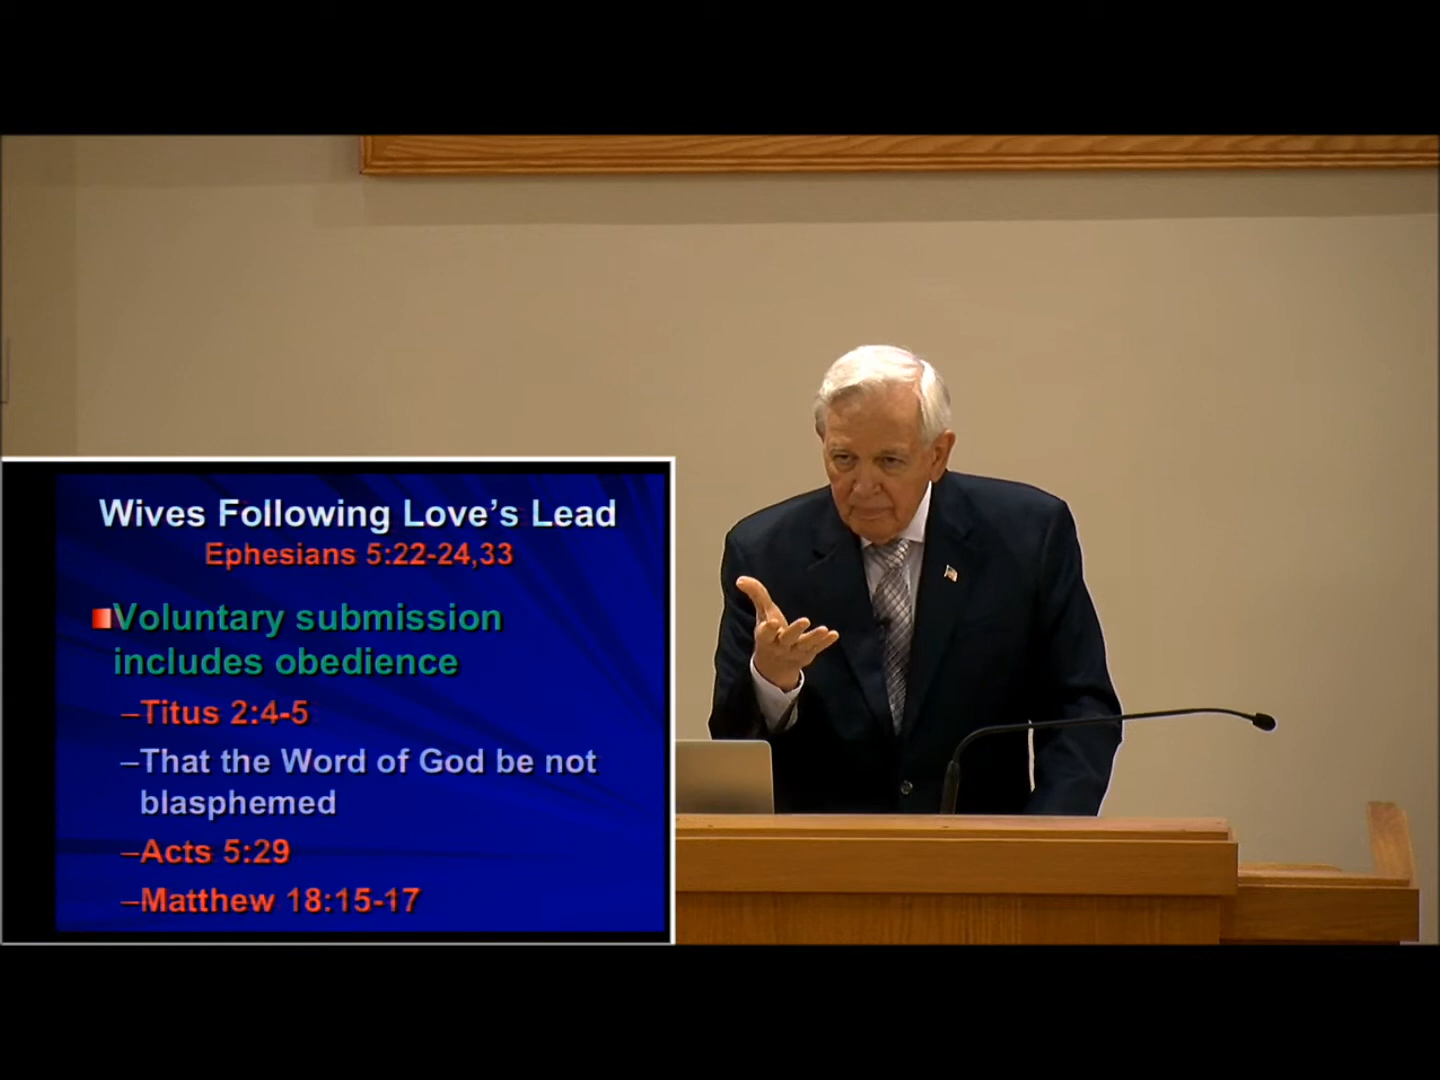 Wives Following Love's Lead
Ephesians 5:22-24,33
Voluntary submission
includes obedience
–Titus 2:4-5
–That the Word of God be not
blasphemed
–Acts 5:29
–Matthew 18:15-17